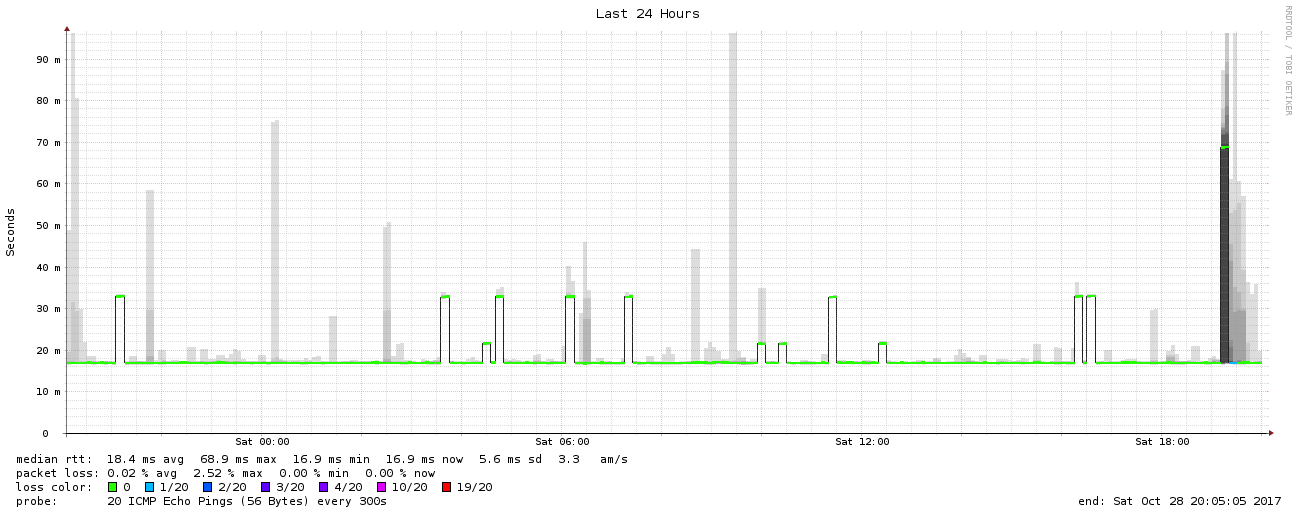 Last 24 Hours
RRDTOOL / TOBI OETIKER
Seconds
90 m
80 m
70 m
60 m
50 m
40 m
30 m
20 m
10 m
0
Sat 00:00 Sat 06:00 Sat 12:00 Sat 18:00
median rtt: 18.4 ms avg 68.9 ms max 16.9 ms min 16.9 ms now 5.6 ms sd 3.3 am/s
packet loss: 0.02 % avg 2.52 % max 0.00 % min 0.00 % now
loss color: 0 1/20 2/20 3/20 4/20 10/20 19/20
probe: 20 ICMP Echo Pings (56 Bytes) every 300s end: Sat Oct 28 20:05:05 2017